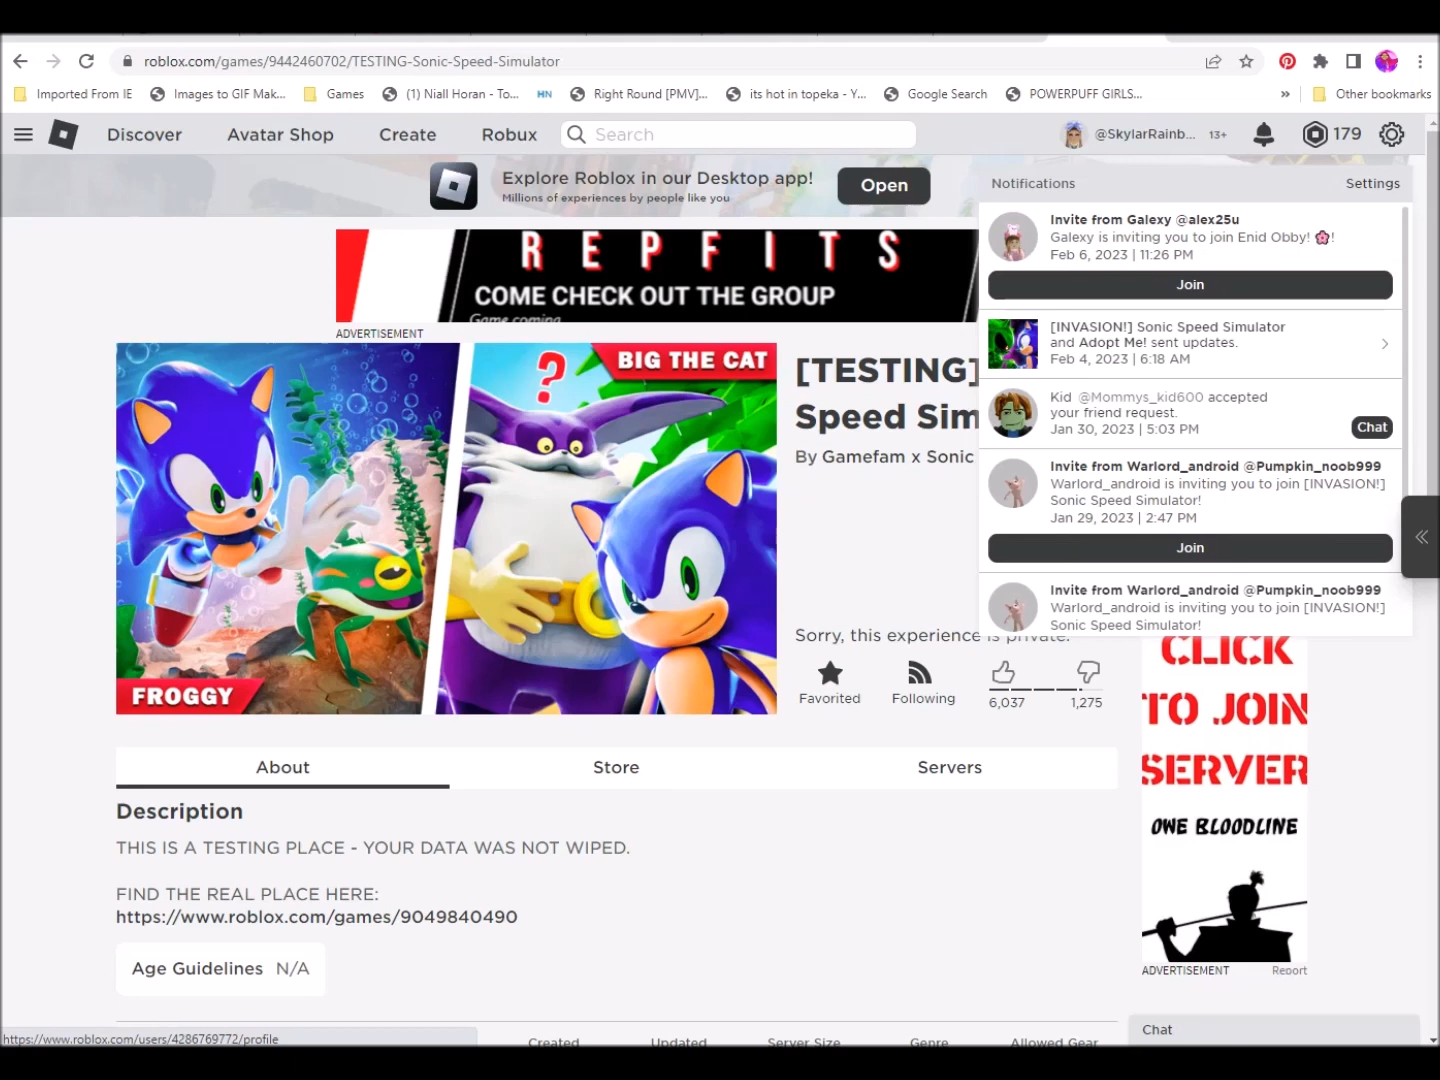 roblox.com/games/9442460702/TESTING-Sonic-Speed-Simulator
Imported From IE
Images to GIF Mak...
Games
(1) Niall Horan - To...
HN
Right Round [PMV]...
its hot in topeka - Y...
Google Search
POWERPUFF GIRLS...
»
Other bookmarks
Discover
Avatar Shop
Create
Robux
Search
@SkylarRainb...
13+
179
Explore Roblox in our Desktop app!
Millions of experiences by people like you
Open
Notifications
Settings
Invite from Galexy @alex25u
Galexy is inviting you to join Enid Obby! 🌸!
Feb 6, 2023 | 11:26 PM
Join
[INVASION!] Sonic Speed Simulator
and Adopt Me! sent updates.
Feb 4, 2023 | 6:18 AM
Kid @Mommys_kid600 accepted
your friend request.
Jan 30, 2023 | 5:03 PM
Chat
Invite from Warlord_android @Pumpkin_noob999
Warlord_android is inviting you to join [INVASION!]
Sonic Speed Simulator!
Jan 29, 2023 | 2:47 PM
Join
Invite from Warlord_android @Pumpkin_noob999
Warlord_android is inviting you to join [INVASION!]
Sonic Speed Simulator!
REPFITS
COME CHECK OUT THE GROUP
Game coming
ADVERTISEMENT
?
BIG THE CAT
FROGGY
[TESTING]
Speed Sim
By Gamefam x Sonic
Sorry, this experience is private.
Favorited
Following
6,037
1,275
About
Store
Servers
Description
THIS IS A TESTING PLACE - YOUR DATA WAS NOT WIPED.
FIND THE REAL PLACE HERE:
https://www.roblox.com/games/9049840490
Age Guidelines N/A
CLICK
TO JOIN
SERVER
OWE BLOODLINE
ADVERTISEMENT
Report
Created
Updated
Server Size
Genre
Allowed Gear
Chat
https://www.roblox.com/users/4286769772/profile